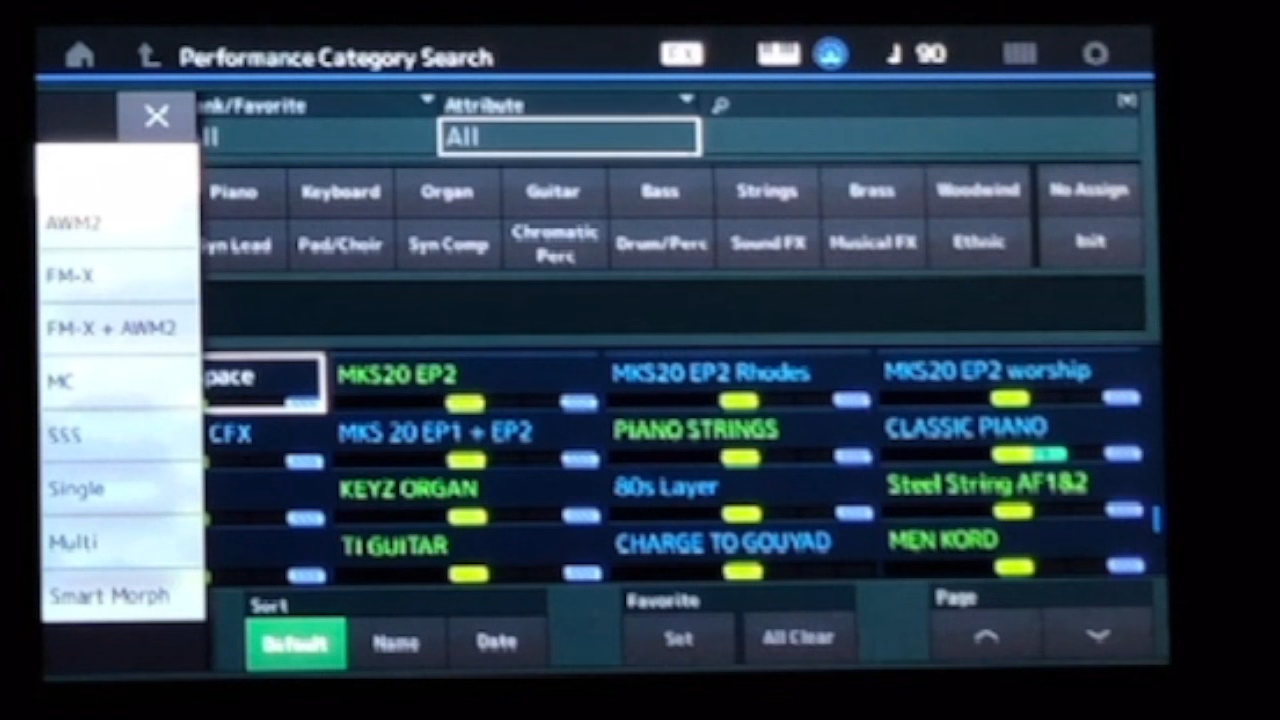 Performance Category Search
90
nk/Favorite
Attribute
ll
All
Piano
Keyboard
Organ
Guitar
Bass
Strings
Brass
Woodwind
No Assign
yn Lead
Pad/Choir
Syn Comp
Chromatic
Perc
Drum/Perc
Sound FX
Musical FX
Ethnic
Init
AWM2
FM-X
FM-X + AWM2
MC
SSS
Single
Multi
Smart Morph
pace
MKS20 EP2
MKS20 EP2 Rhodes
MKS20 EP2 worship
CFX
MKS 20 EP1 + EP2
PIANO STRINGS
CLASSIC PIANO
KEYZ ORGAN
80s Layer
Steel String AF1&2
TI GUITAR
CHARGE TO GOUYAD
MEN KORD
Sort
Default
Name
Date
Favorite
Set
All Clear
Page